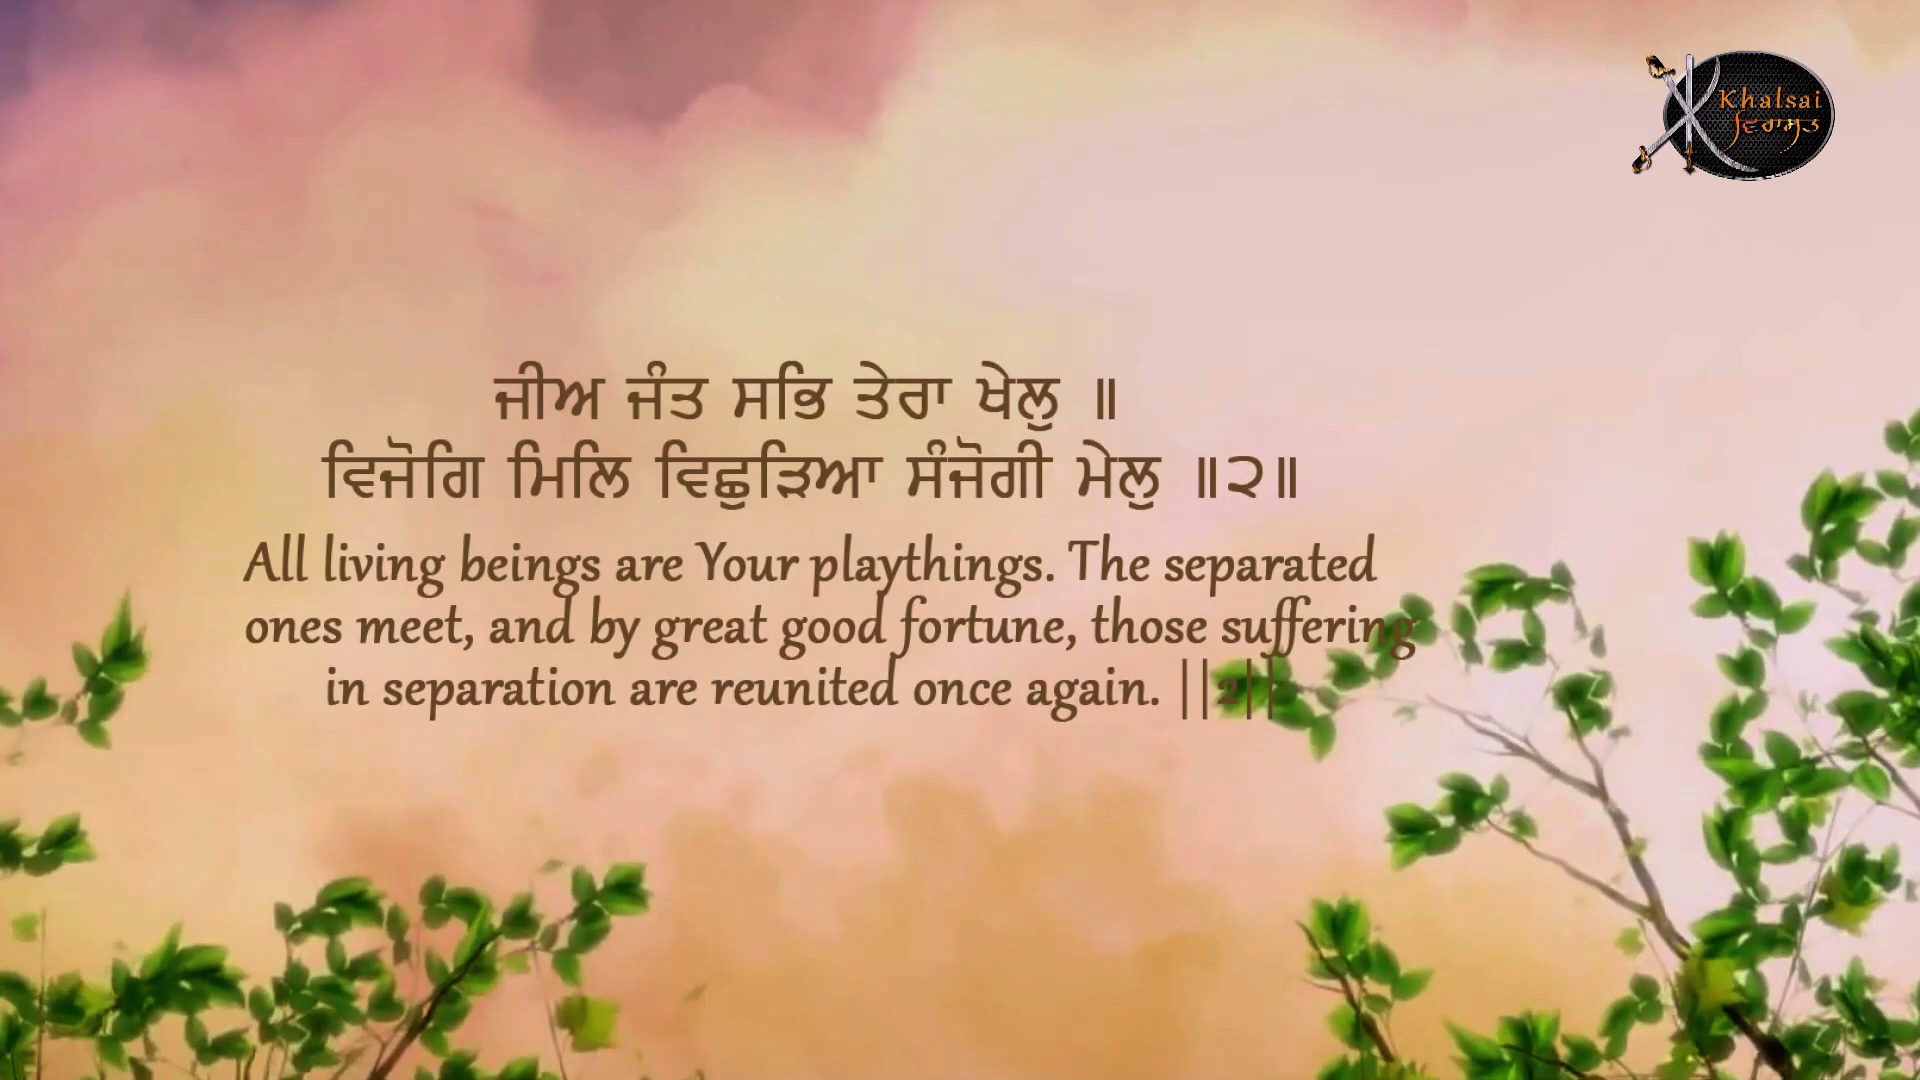 Khalsai
ਵਿਰਾਸਤ
ਜੀਅ ਜੰਤ ਸਭਿ ਤੇਰਾ ਖੇਲੁ ॥
ਵਿਜੋਗਿ ਮਿਲਿ ਵਿਛੁੜਿਆ ਸੰਜੋਗੀ ਮੇਲੁ ॥੨॥
All living beings are Your playthings. The separated
ones meet, and by great good fortune, those suffering
in separation are reunited once again. ||2||